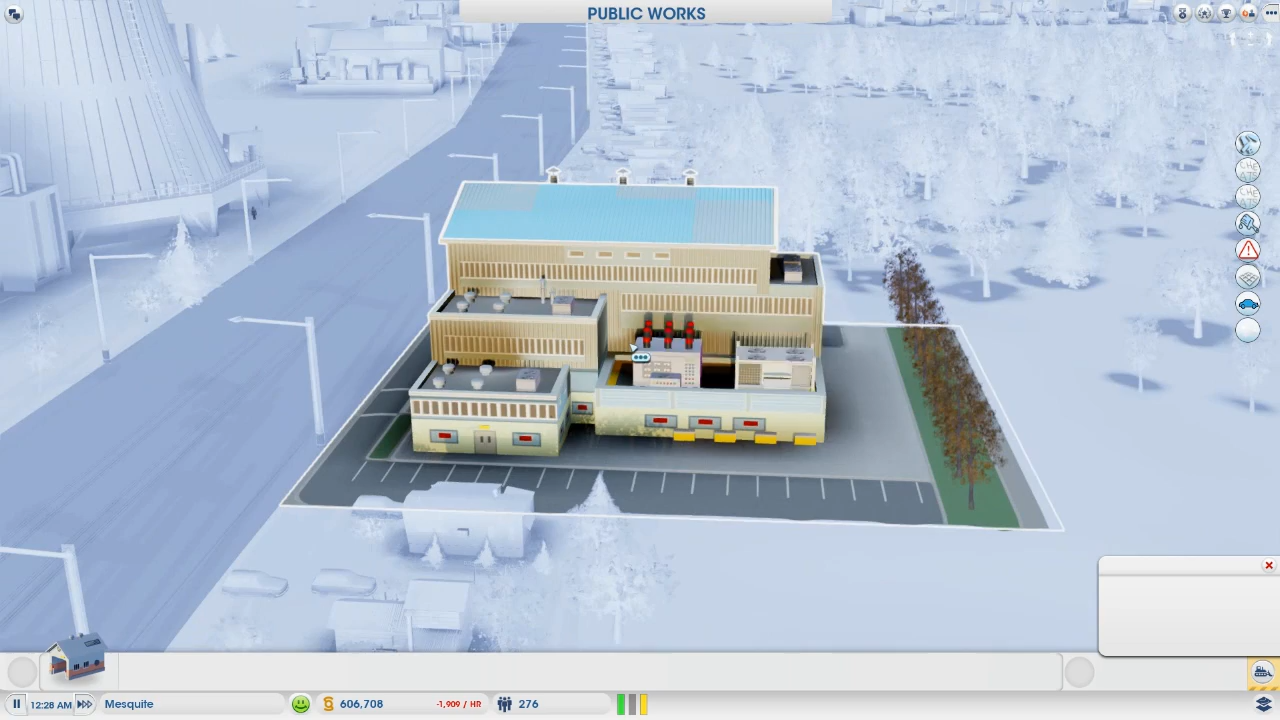 PUBLIC WORKS
12:28 AM
Mesquite
606,708
-1,909 / HR
276